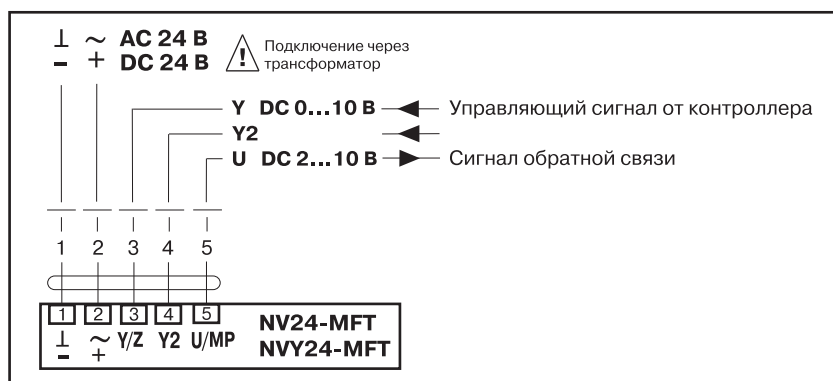 ⊥ ~ AC 24 В
- + DC 24 В
! Подключение через
трансформатор
Y DC 0...10 В Управляющий сигнал от контроллера
Y2
U DC 2...10 В Сигнал обратной связи
1 2 3 4 5
1 2 3 4 5
⊥ ~ Y/Z Y2 U/MP
- +
NV24-MFT
NVY24-MFT